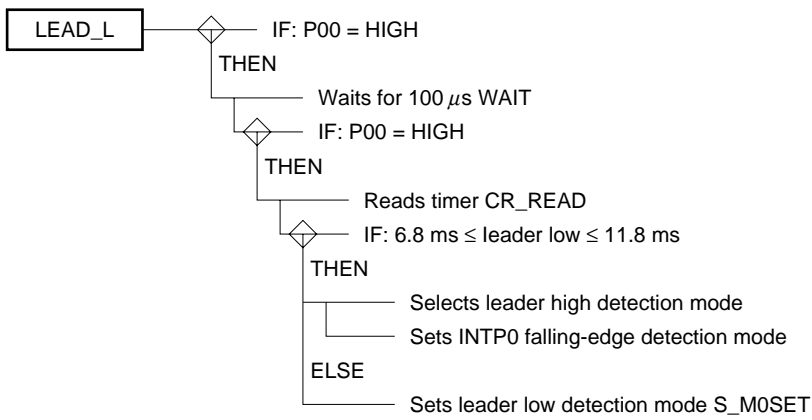 LEAD_L
IF: P00 = HIGH
THEN
Waits for 100 μs WAIT
IF: P00 = HIGH
THEN
Reads timer CR_READ
IF: 6.8 ms ≤ leader low ≤ 11.8 ms
THEN
Selects leader high detection mode
Sets INTP0 falling-edge detection mode
ELSE
Sets leader low detection mode S_M0SET